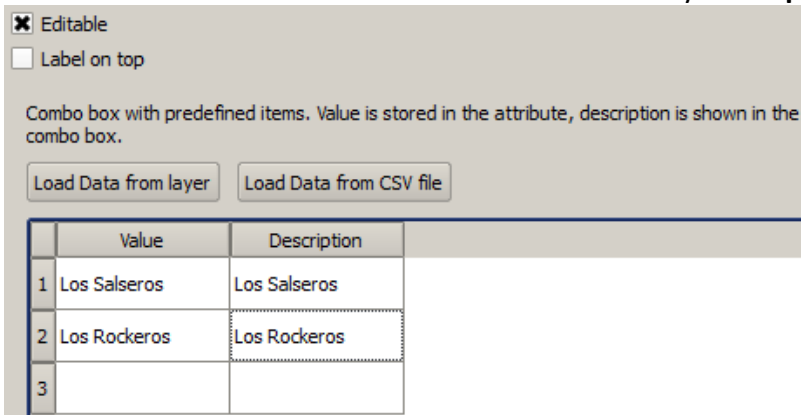 Editable
Label on top
Combo box with predefined items. Value is stored in the attribute, description is shown in the
combo box.
Load Data from layer Load Data from CSV file
Value Description
1 Los Salseros Los Salseros
2 Los Rockeros Los Rockeros
3